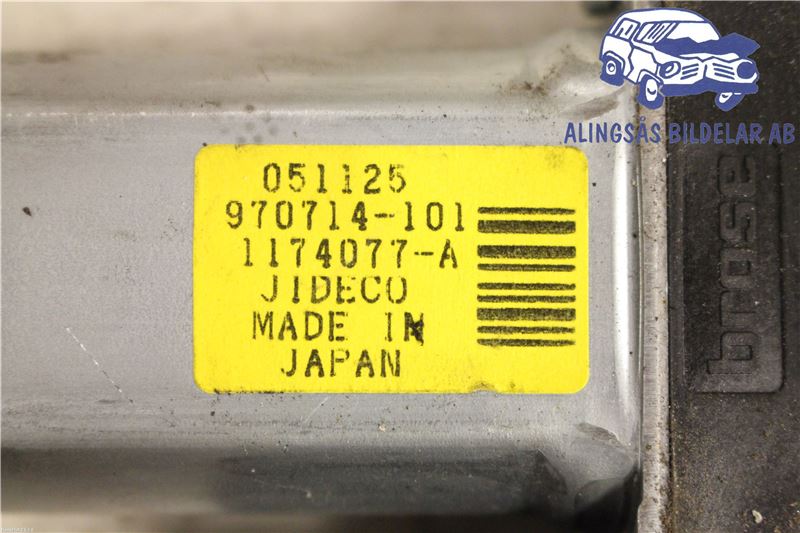 ALINGSÅS BILDELAR AB
051125
970714-101
1174077-A
JIDECO
MADE IN
JAPAN
brose